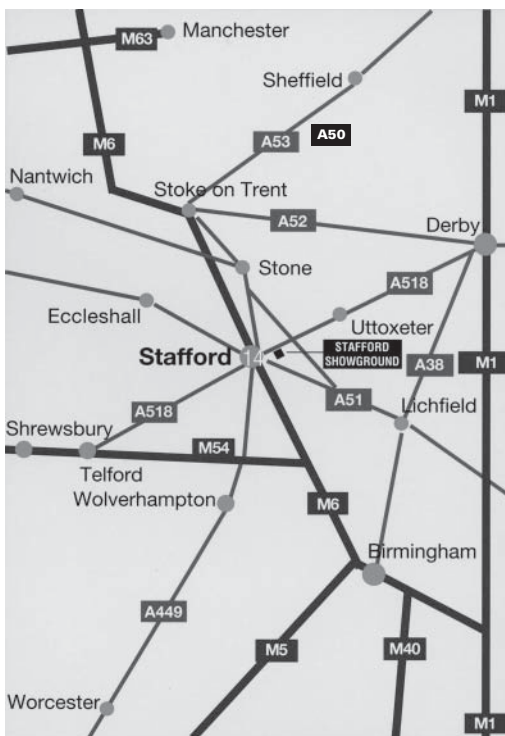 Manchester
M63
Sheffield
M1
A53
A50
M6
Nantwich
Stoke on Trent
A52
Derby
Stone
A518
Eccleshall
Uttoxeter
Stafford
14
STAFFORD
SHOWGROUND
A38
M1
A518
A51
Lichfield
Shrewsbury
M54
Telford
Wolverhampton
M6
Birmingham
A449
M5
M40
Worcester
M1